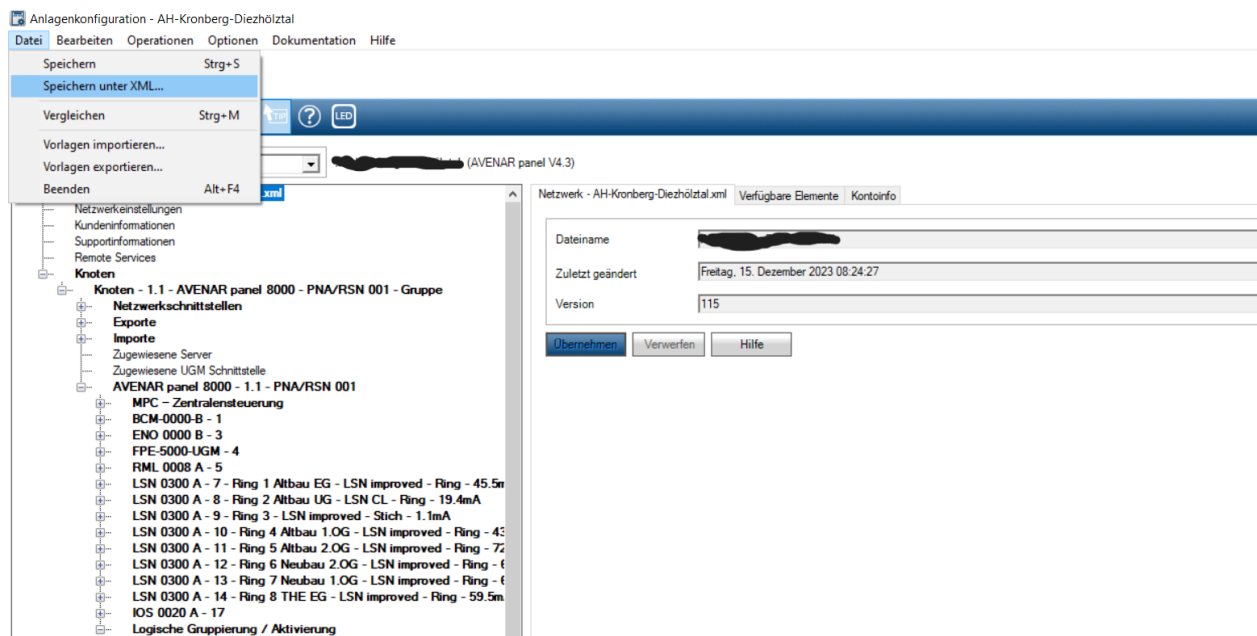 Anlagenkonfiguration - AH-Kronberg-Diezhölztal
Datei Bearbeiten Operationen Optionen Dokumentation Hilfe
Speichern Strg+S
Speichern unter XML...
Vergleichen Strg+M
Vorlagen importieren...
Vorlagen exportieren...
Beenden Alt+F4
TIP ? LED
(AVENAR panel V4.3)
.xml
Netzwerkeinstellungen
Kundeninformationen
Supportinformationen
Remote Services
Knoten
Knoten - 1.1 - AVENAR panel 8000 - PNA/RSN 001 - Gruppe
Netzwerkschnittstellen
Exporte
Importe
Zugewiesene Server
Zugewiesene UGM Schnittstelle
AVENAR panel 8000 - 1.1 - PNA/RSN 001
MPC – Zentralensteuerung
BCM-0000-B - 1
ENO 0000 B - 3
FPE-5000-UGM - 4
RML 0008 A - 5
LSN 0300 A - 7 - Ring 1 Altbau EG - LSN improved - Ring - 45.5m
LSN 0300 A - 8 - Ring 2 Altbau UG - LSN CL - Ring - 19.4mA
LSN 0300 A - 9 - Ring 3 - LSN improved - Stich - 1.1mA
LSN 0300 A - 10 - Ring 4 Altbau 1.OG - LSN improved - Ring - 43
LSN 0300 A - 11 - Ring 5 Altbau 2.OG - LSN improved - Ring - 72
LSN 0300 A - 12 - Ring 6 Neubau 2.OG - LSN improved - Ring - 6
LSN 0300 A - 13 - Ring 7 Neubau 1.OG - LSN improved - Ring - 6
LSN 0300 A - 14 - Ring 8 THE EG - LSN improved - Ring - 59.5m
IOS 0020 A - 17
Logische Gruppierung / Aktivierung
Netzwerk - AH-Kronberg-Diezhölztal.xml Verfügbare Elemente Kontoinfo
Dateiname
Zuletzt geändert Freitag, 15. Dezember 2023 08:24:27
Version 115
Übernehmen Verwerfen Hilfe